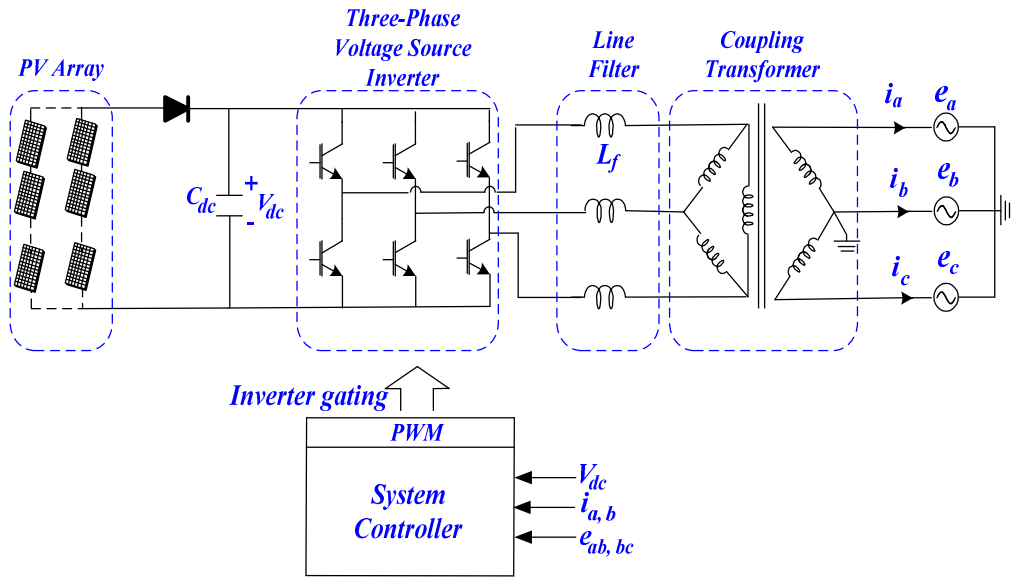 Three-Phase
Voltage Source
Inverter
Line
Filter
Coupling
Transformer
PV Array
i_a
e_a
L_f
i_b
e_b
C_dc
+
V_dc
-
i_c
e_c
Inverter gating
PWM
System
Controller
V_dc
i_a, b
e_ab, bc